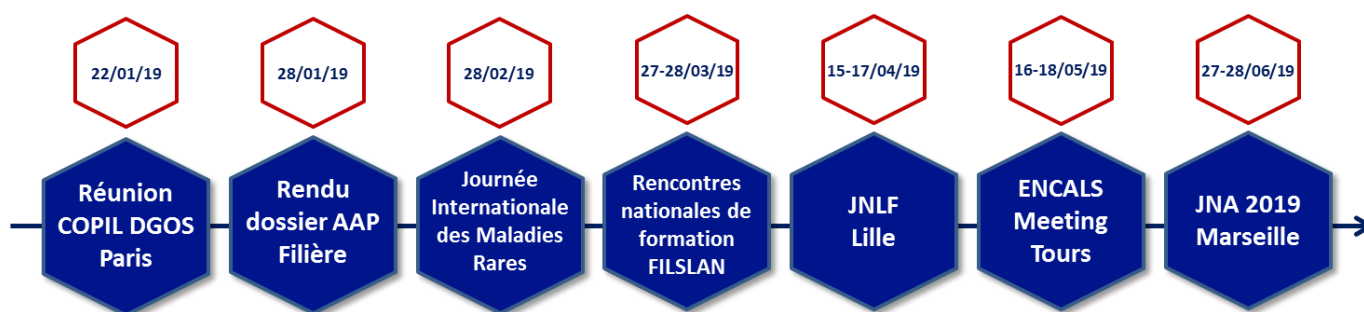 22/01/19
28/01/19
28/02/19
27-28/03/19
15-17/04/19
16-18/05/19
27-28/06/19
Réunion
COPIL DGOS
Paris
Rendu
dossier AAP
Filière
Journée
Internationale
des Maladies
Rares
Rencontres
nationales de
formation
FILSLAN
JNLF
Lille
ENCALS
Meeting
Tours
JNA 2019
Marseille